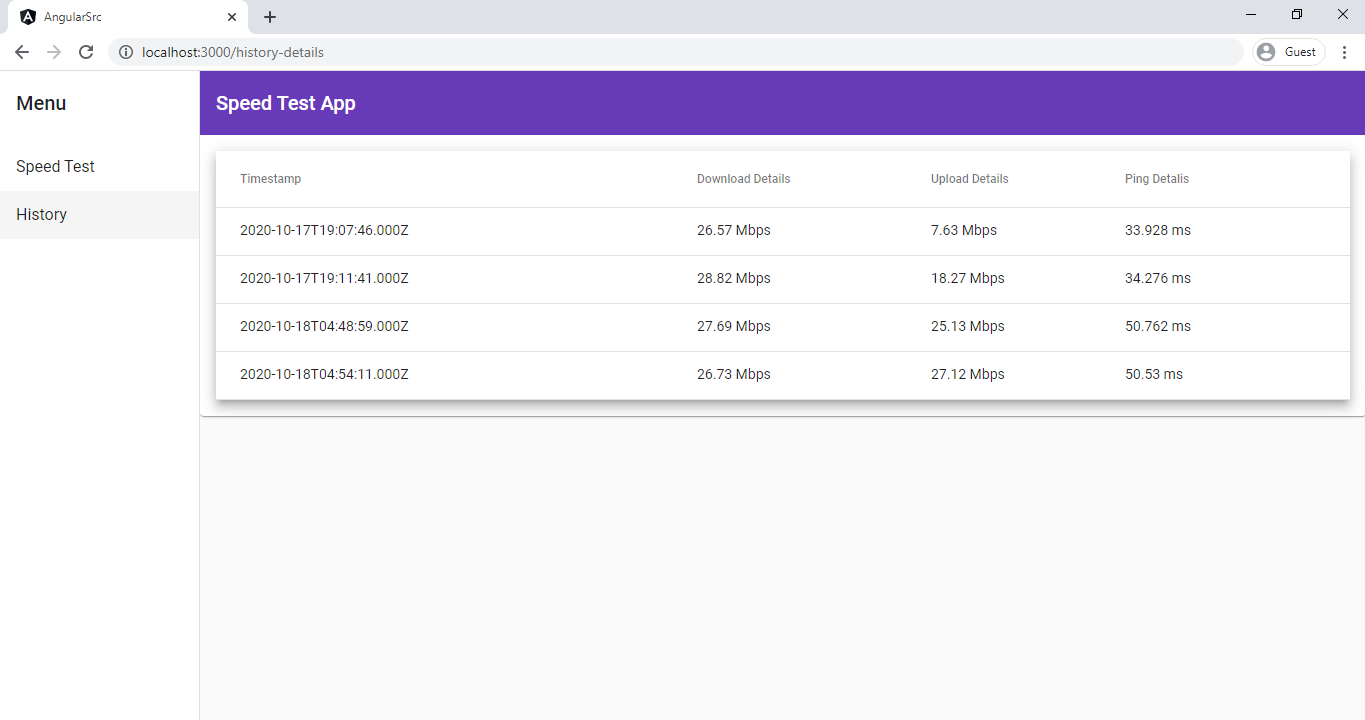 AngularSrc
localhost:3000/history-details
Guest
Menu
Speed Test App
Speed Test
History
Timestamp Download Details Upload Details Ping Detalis
2020-10-17T19:07:46.000Z 26.57 Mbps 7.63 Mbps 33.928 ms
2020-10-17T19:11:41.000Z 28.82 Mbps 18.27 Mbps 34.276 ms
2020-10-18T04:48:59.000Z 27.69 Mbps 25.13 Mbps 50.762 ms
2020-10-18T04:54:11.000Z 26.73 Mbps 27.12 Mbps 50.53 ms